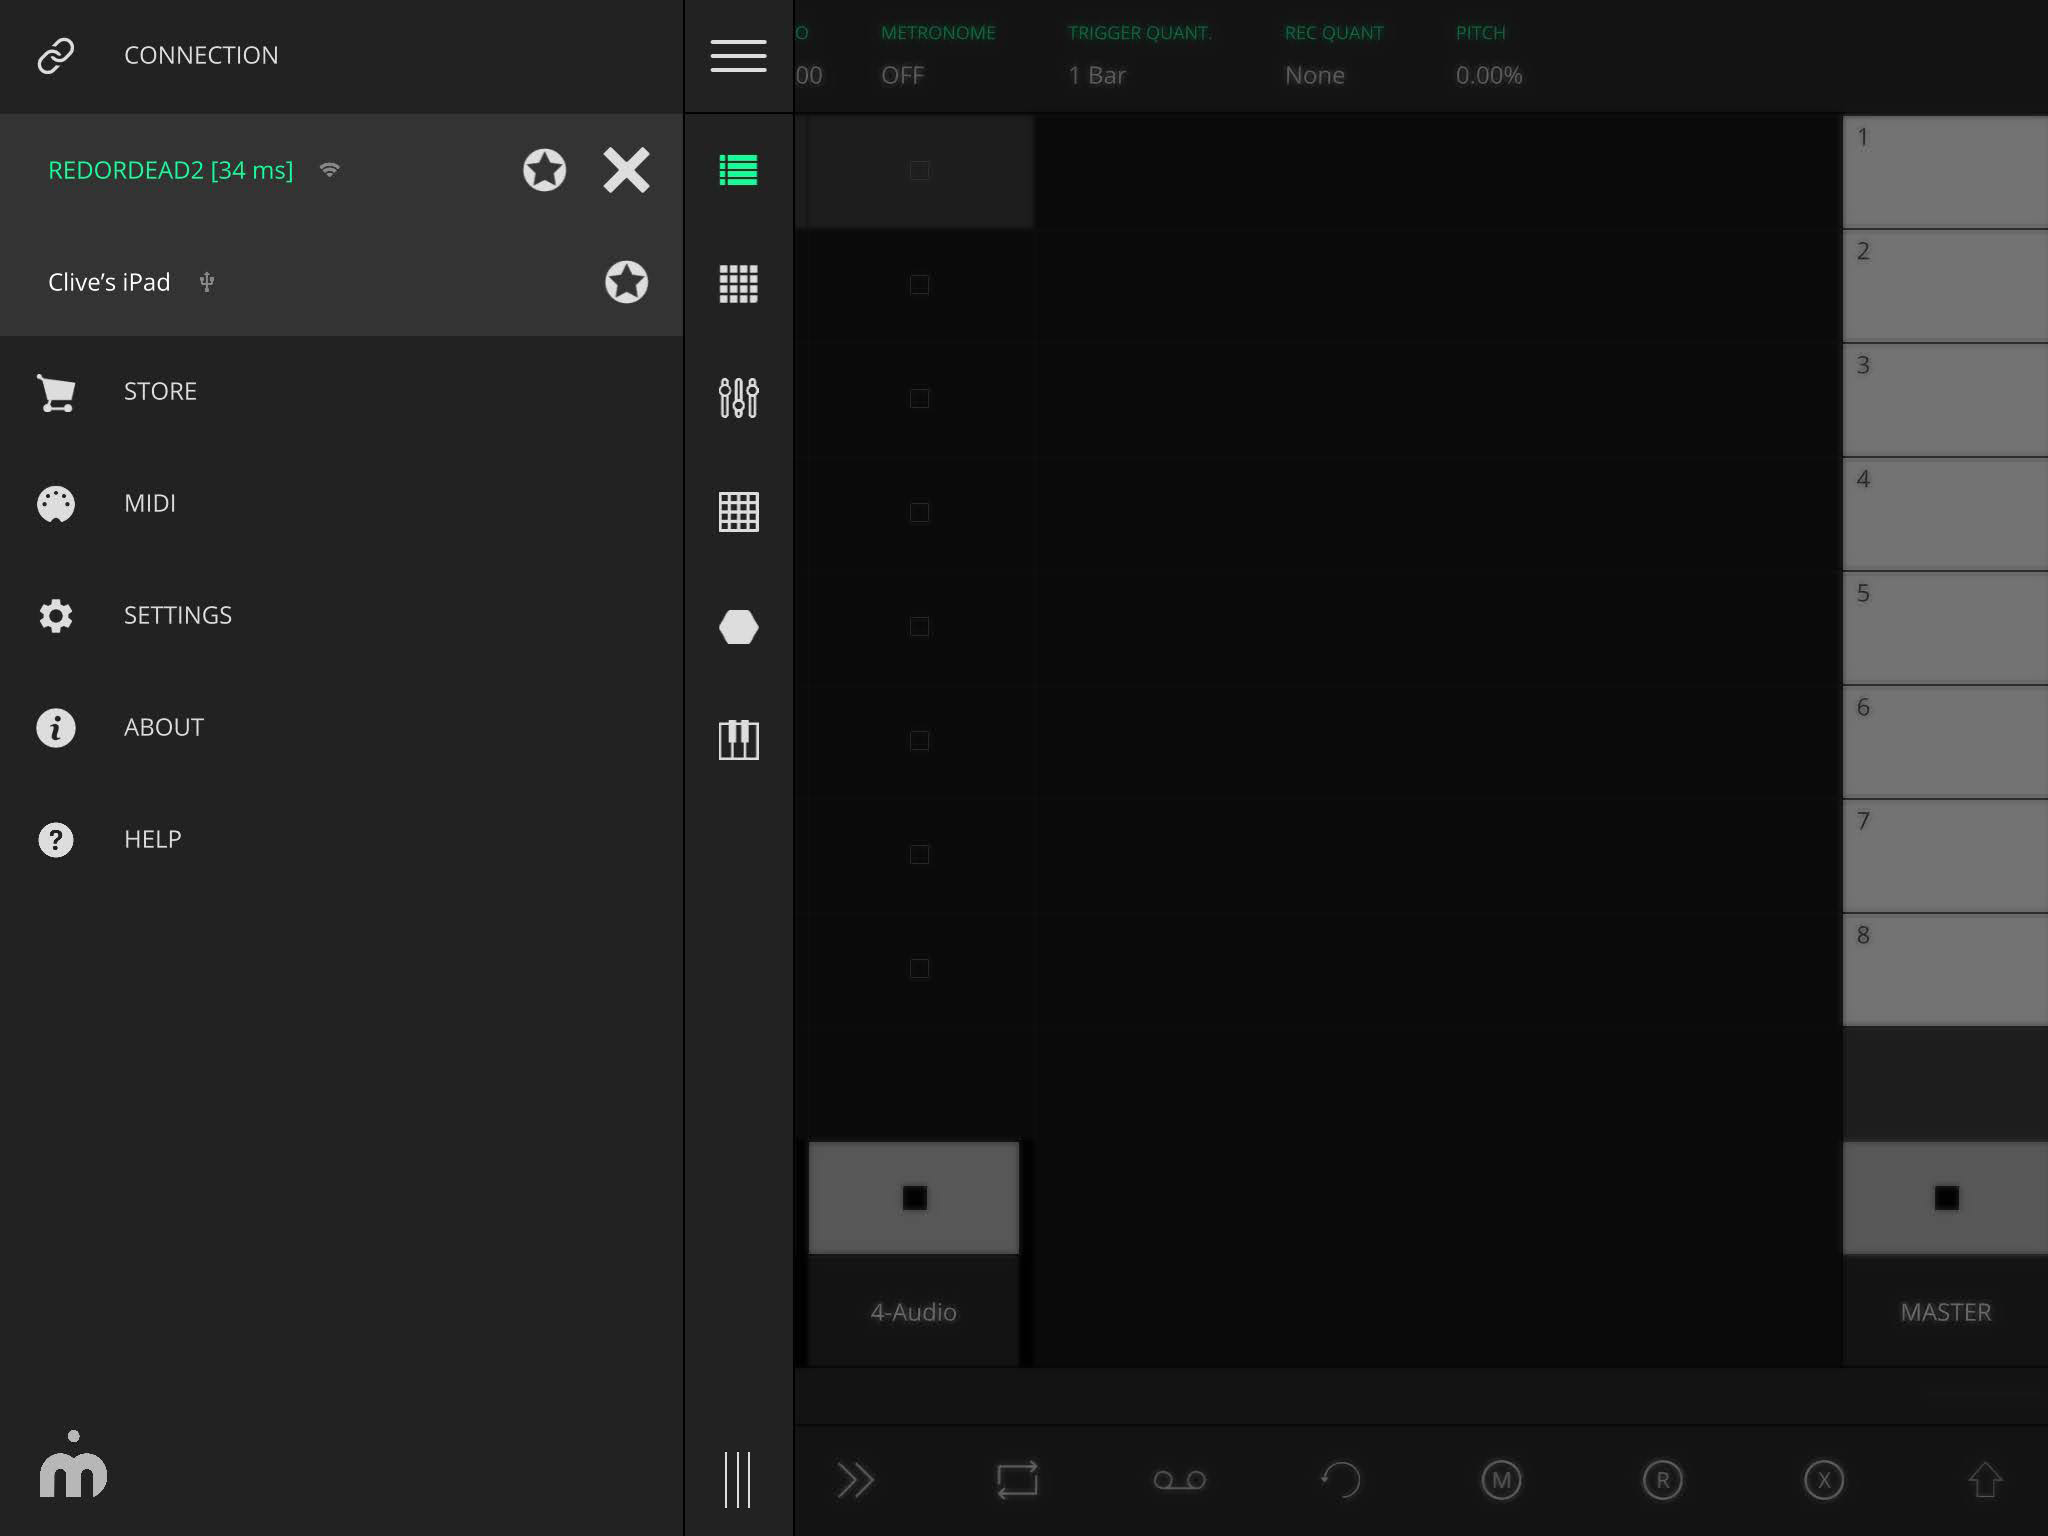 CONNECTION
REDORDEAD2 [34 ms]
Clive's iPad
STORE
MIDI
SETTINGS
ABOUT
HELP
O METRONOME TRIGGER QUANT. REC QUANT PITCH
00 OFF 1 Bar None 0.00%
1
2
3
4
5
6
7
8
4-Audio MASTER
M R X